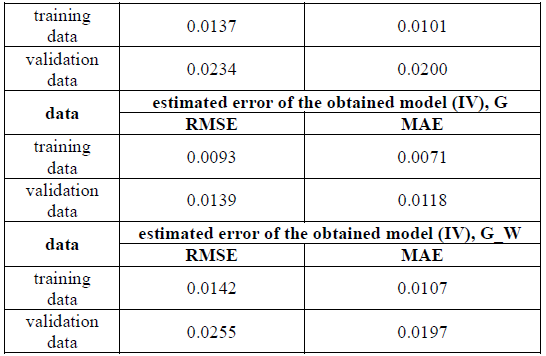 training
data
0.0137 0.0101
validation
data
0.0234 0.0200
data
estimated error of the obtained model (IV), G
RMSE MAE
training
data
0.0093 0.0071
validation
data
0.0139 0.0118
data
estimated error of the obtained model (IV), G_W
RMSE MAE
training
data
0.0142 0.0107
validation
data
0.0255 0.0197